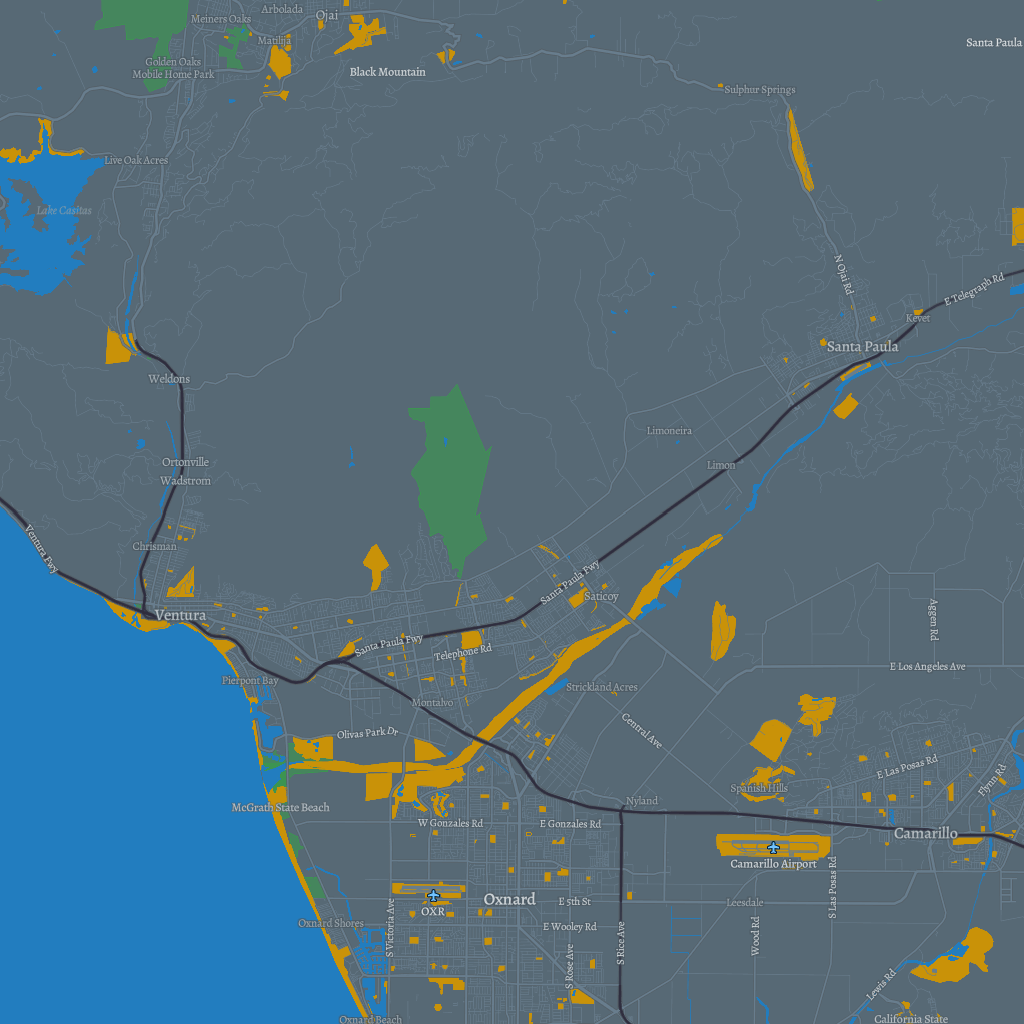 Arbolada
Ojai
Meiners Oaks
Matilija
Santa Paula
Golden Oaks
Mobile Home Park
Black Mountain
Sulphur Springs
Live Oak Acres
Lake Casitas
N Ojai Rd
E Telegraph Rd
Kevet
Santa Paula
Weldons
Limoneira
Limon
Ortonville
Wadstrom
Ventura Fwy
Chrisman
Santa Paula Fwy
Saticoy
Ventura
Aggen Rd
Santa Paula Fwy
Telephone Rd
E Los Angeles Ave
Pierpont Bay
Strickland Acres
Montalvo
Central Ave
Olivas Park Dr
E Las Posas Rd
Flynn Rd
Spanish Hills
McGrath State Beach
Nyland
W Gonzales Rd
E Gonzales Rd
Camarillo
Camarillo Airport
S Las Posas Rd
OXR
Oxnard
E 5th St
Leesdale
Oxnard Shores
S Victoria Ave
E Wooley Rd
S Rose Ave
S Rice Ave
Wood Rd
Lewis Rd
Oxnard Beach
California State